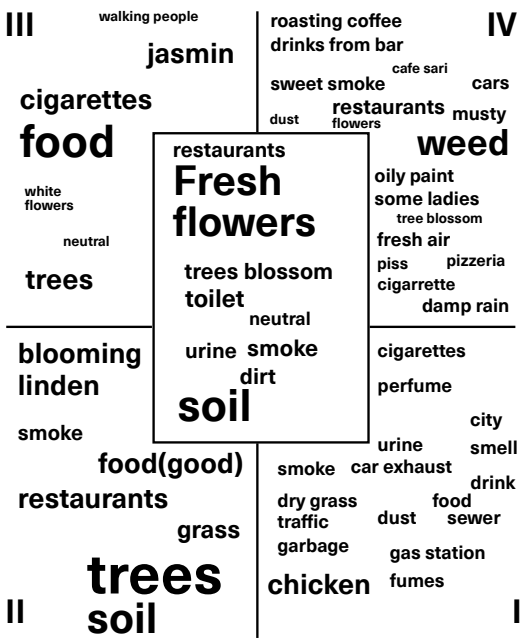 III
walking people
jasmin
cigarettes
food
white
flowers
neutral
trees
IV
roasting coffee
drinks from bar
cafe sari
sweet smoke
cars
restaurants
musty
dust
flowers
weed
oily paint
some ladies
tree blossom
fresh air
piss
pizzeria
cigarrette
damp rain
restaurants
Fresh
flowers
trees blossom
toilet
neutral
urine smoke
dirt
soil
blooming
linden
smoke
food(good)
restaurants
grass
trees
soil
II
cigarettes
perfume
city
urine
smell
smoke
car exhaust
drink
dry grass
food
traffic
dust
sewer
garbage
gas station
chicken
fumes
I